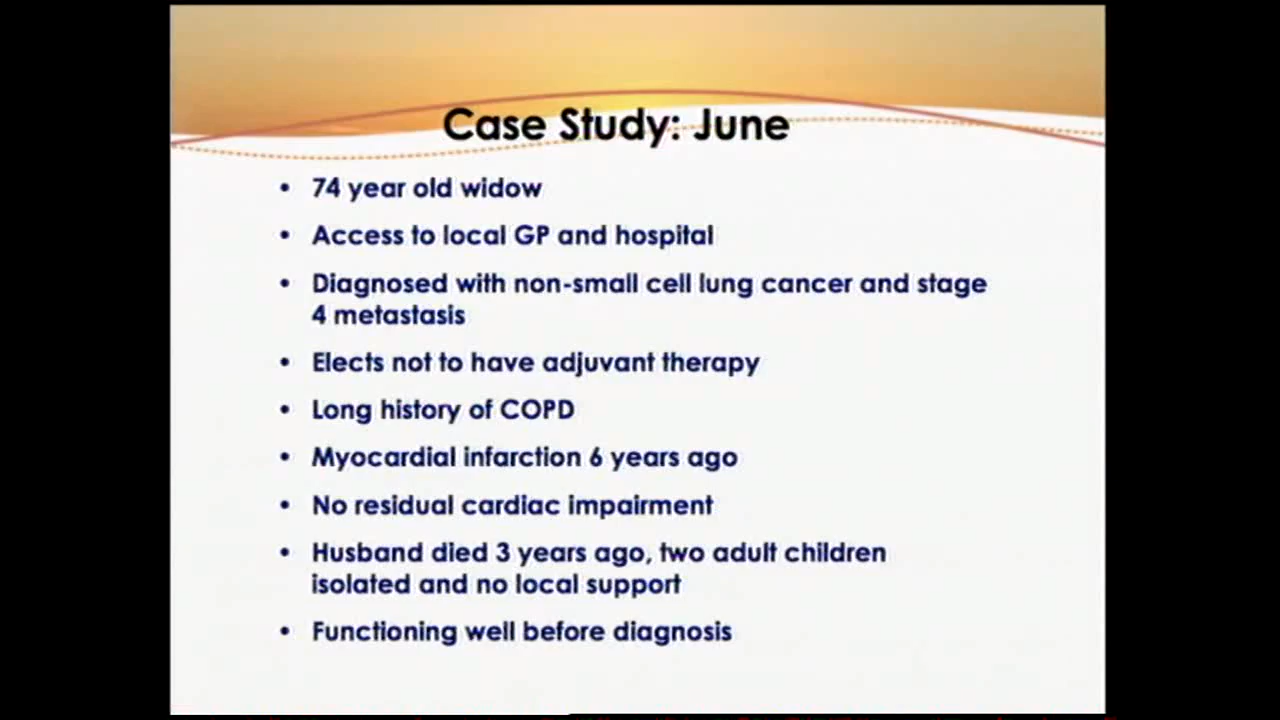 Case Study: June
• 74 year old widow
• Access to local GP and hospital
• Diagnosed with non-small cell lung cancer and stage
4 metastasis
• Elects not to have adjuvant therapy
• Long history of COPD
• Myocardial infarction 6 years ago
• No residual cardiac impairment
• Husband died 3 years ago, two adult children
isolated and no local support
• Functioning well before diagnosis